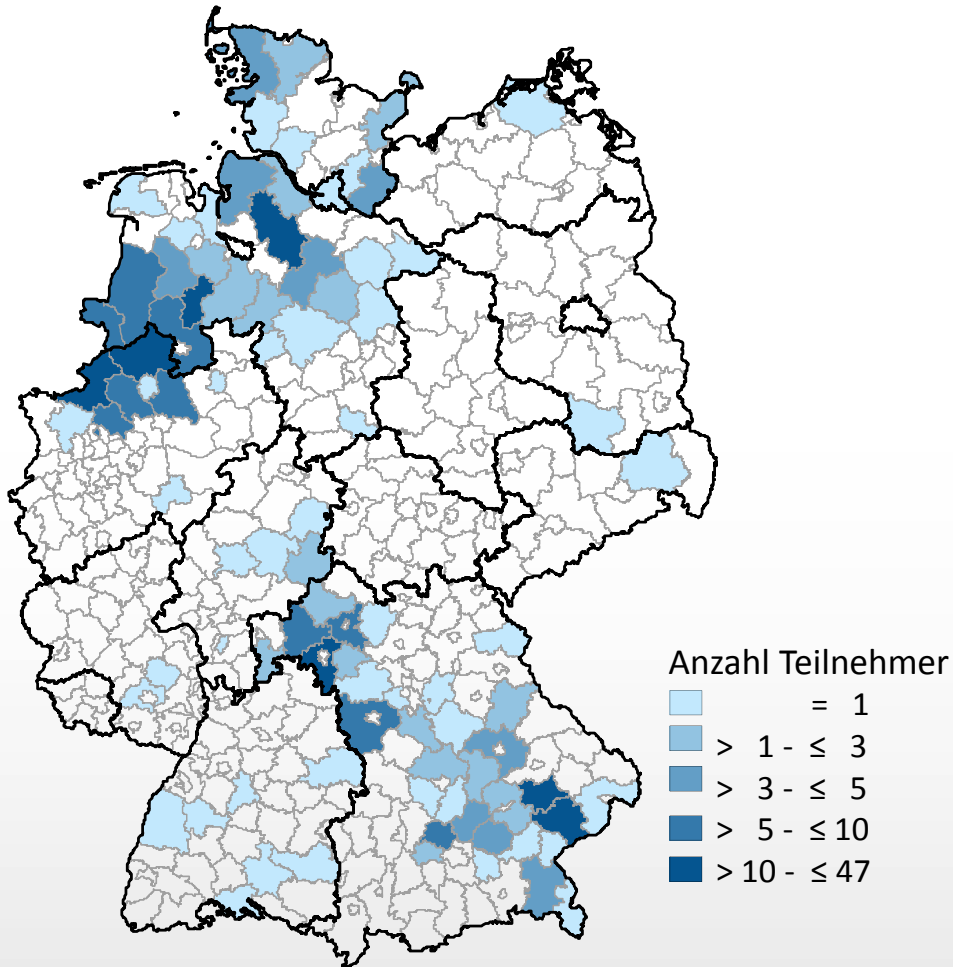 Anzahl Teilnehmer
= 1
> 1 - ≤ 3
> 3 - ≤ 5
> 5 - ≤ 10
> 10 - ≤ 47